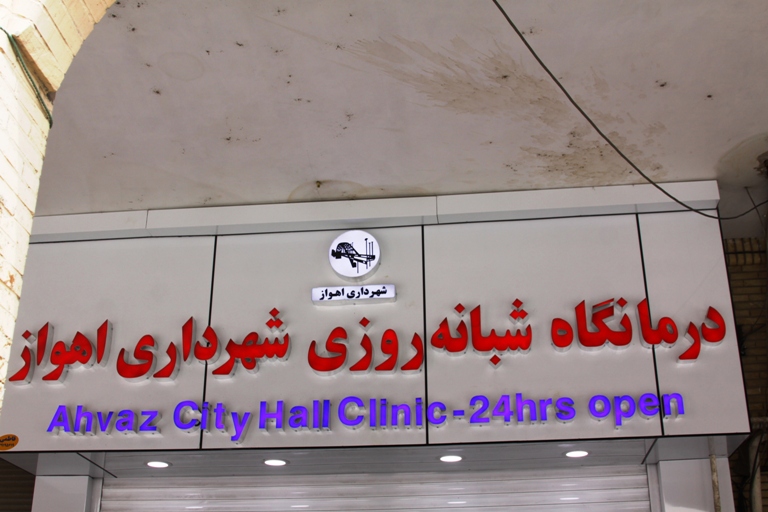 شهرداری اهواز
درمانگاه شبانه روزی شهرداری اهواز
Ahvaz City Hall Clinic-24hrs open